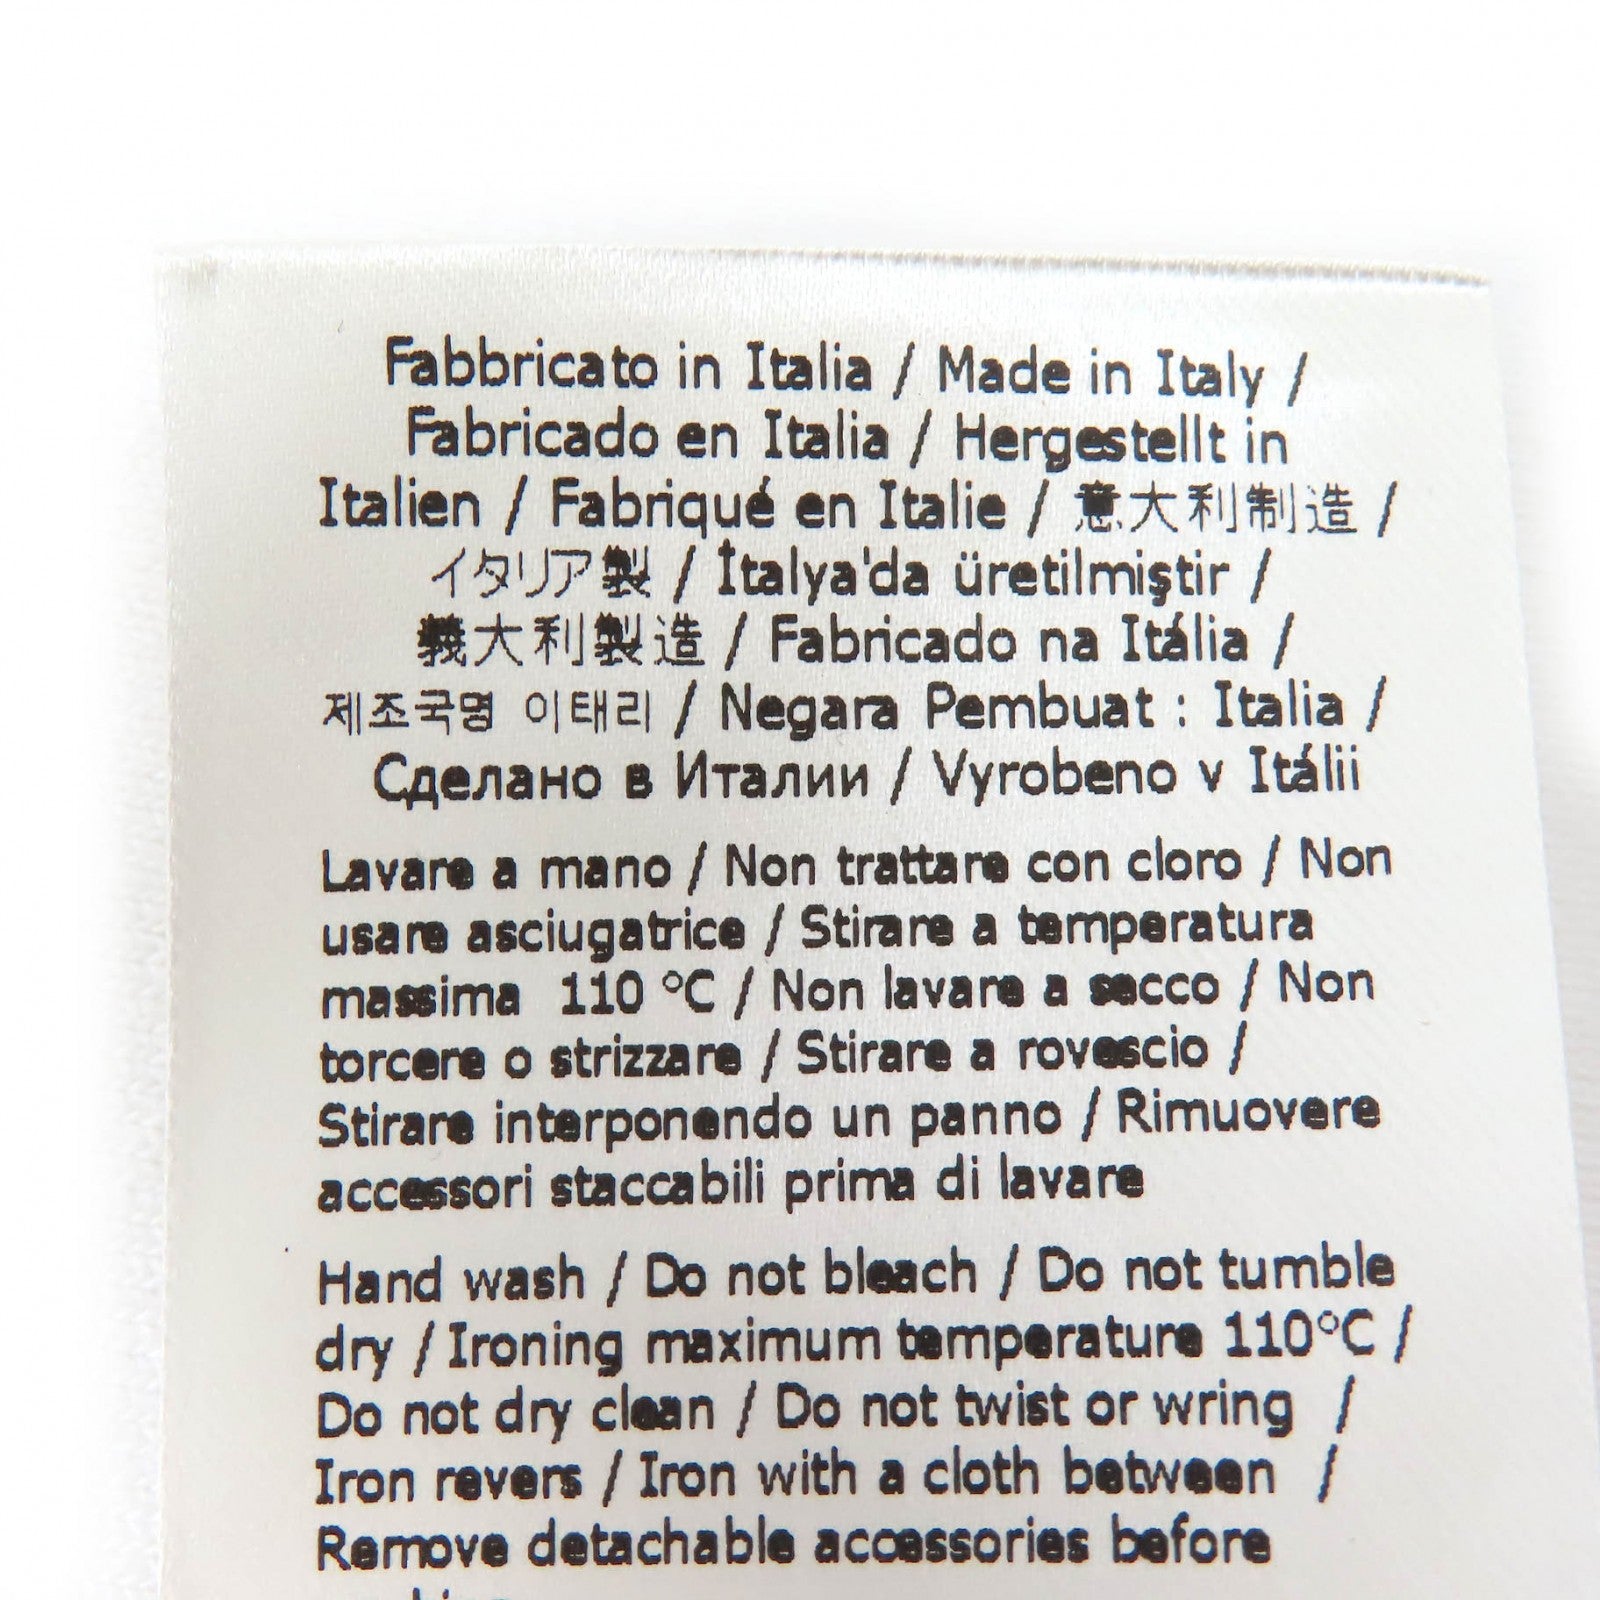 Fabbricato in Italia / Made in Italy /
Fabricado en Italia / Hergestellt in
Italien / Fabriqué en Italie / 意大利制造 /
イタリア製 / İtalya'da üretilmiştir /
義大利製造 / Fabricado na Itália /
제조국명 이태리 / Negara Pembuat : Italia /
Сделано в Италии / Vyrobeno v Itálii
Lavare a mano / Non trattare con cloro / Non
usare asciugatrice / Stirare a temperatura
massima 110 °C / Non lavare a secco / Non
torcere o strizzare / Stirare a rovescio /
Stirare interponendo un panno / Rimuovere
accessori staccabili prima di lavare
Hand wash / Do not bleach / Do not tumble
dry / Ironing maximum temperature 110°C /
Do not dry clean / Do not twist or wring /
Iron revers / Iron with a cloth between /
Remove detachable accessories before